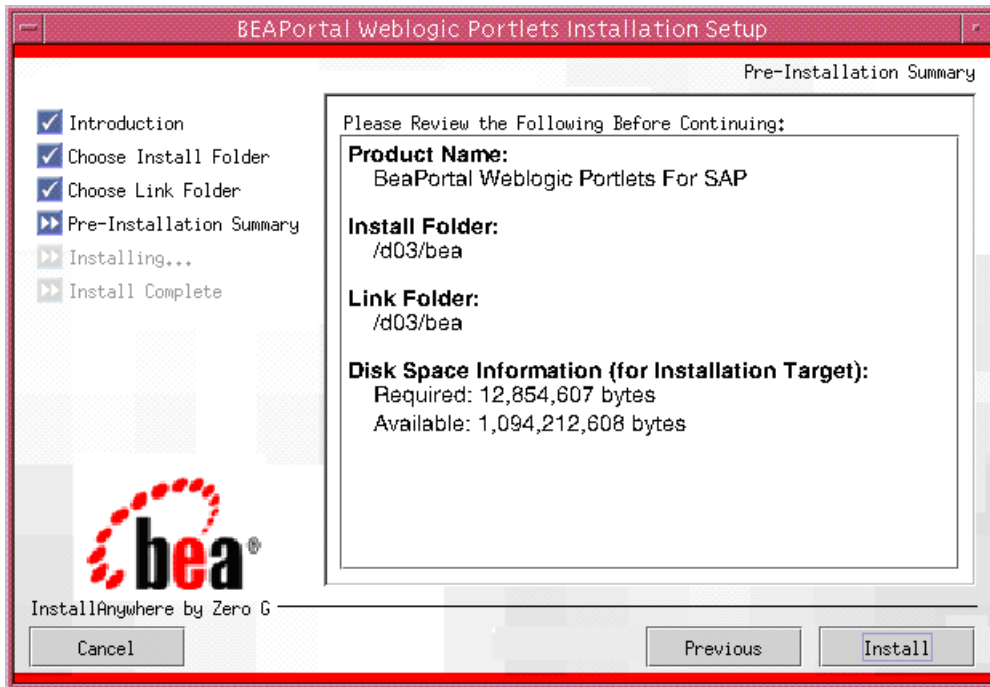 BEAPortal Weblogic Portlets Installation Setup
Pre-Installation Summary
Introduction
Choose Install Folder
Choose Link Folder
Pre-Installation Summary
Installing...
Install Complete
Please Review the Following Before Continuing:
Product Name:
BeaPortal Weblogic Portlets For SAP
Install Folder:
/d03/bea
Link Folder:
/d03/bea
Disk Space Information (for Installation Target):
Required: 12,854,607 bytes
Available: 1,094,212,608 bytes
bea®
InstallAnywhere by Zero G
Cancel
Previous
Install